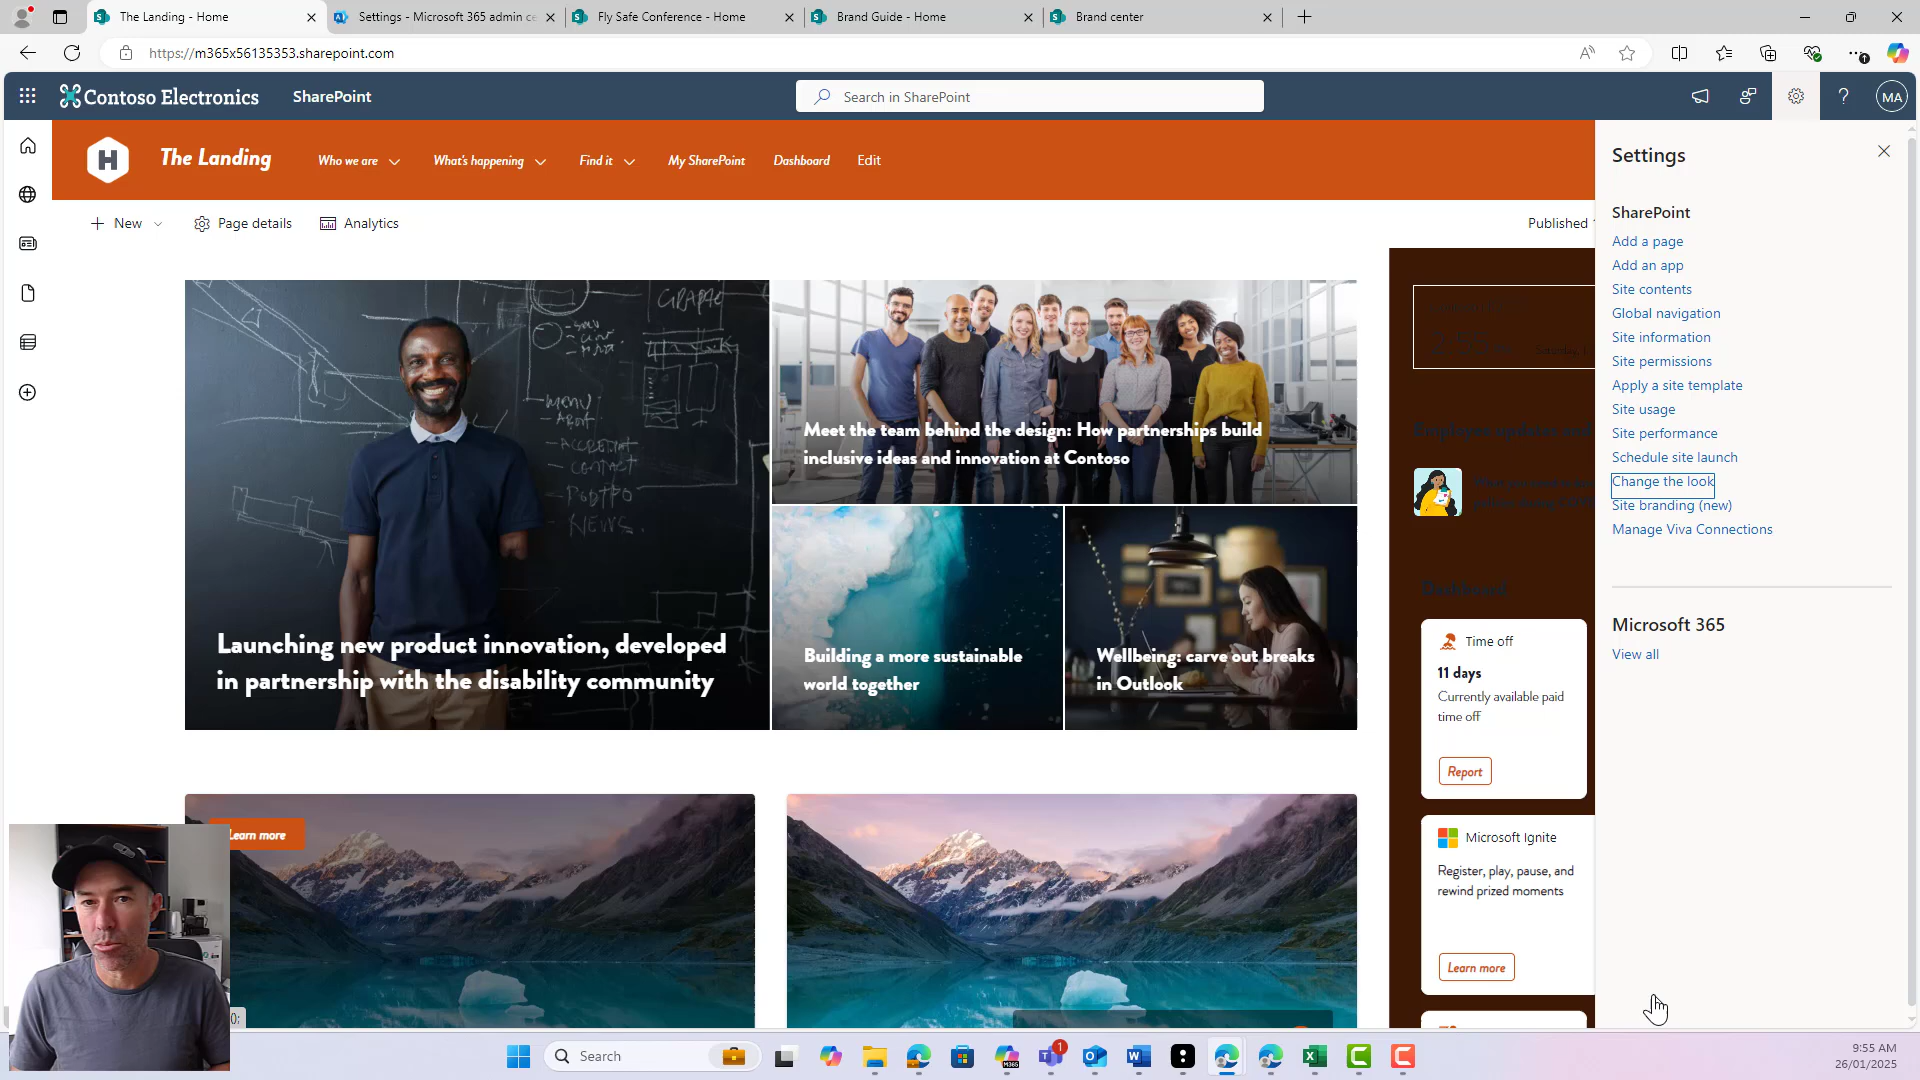 The Landing - Home
Settings - Microsoft 365 admin ce
Fly Safe Conference - Home
Brand Guide - Home
Brand center
https://m365x56135353.sharepoint.com
Contoso Electronics
SharePoint
Search in SharePoint
MA
H
The Landing
Who we are
What's happening
Find it
My SharePoint
Dashboard
Edit
New
Page details
Analytics
Published
Launching new product innovation, developed
in partnership with the disability community
Meet the team behind the design: How partnerships build
inclusive ideas and innovation at Contoso
Building a more sustainable
world together
Wellbeing: carve out breaks
in Outlook
Learn more
Employee updates and
Dashboard
Time off
11 days
Currently available paid
time off
Report
Microsoft Ignite
Register, play, pause, and
rewind prized moments
Learn more
Settings
SharePoint
Add a page
Add an app
Site contents
Global navigation
Site information
Site permissions
Apply a site template
Site usage
Site performance
Schedule site launch
Change the look
Site branding (new)
Manage Viva Connections
Microsoft 365
View all
Search
1
9:55 AM
26/01/2025